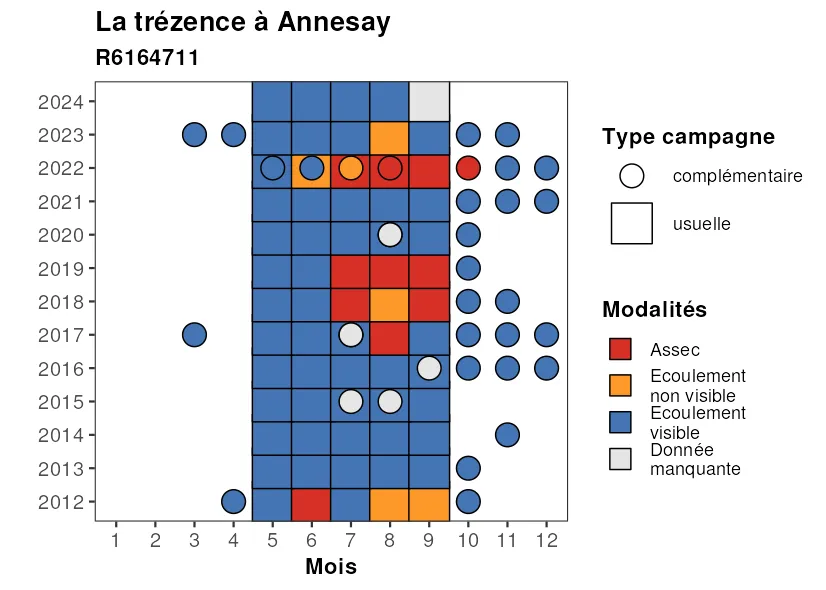 La trézence à Annesay
R6164711
2024
2023
2022
2021
2020
2019
2018
2017
2016
2015
2014
2013
2012
1 2 3 4 5 6 7 8 9 10 11 12
Mois
Type campagne
complémentaire
usuelle
Modalités
Assec
Ecoulement
non visible
Ecoulement
visible
Donnée
manquante